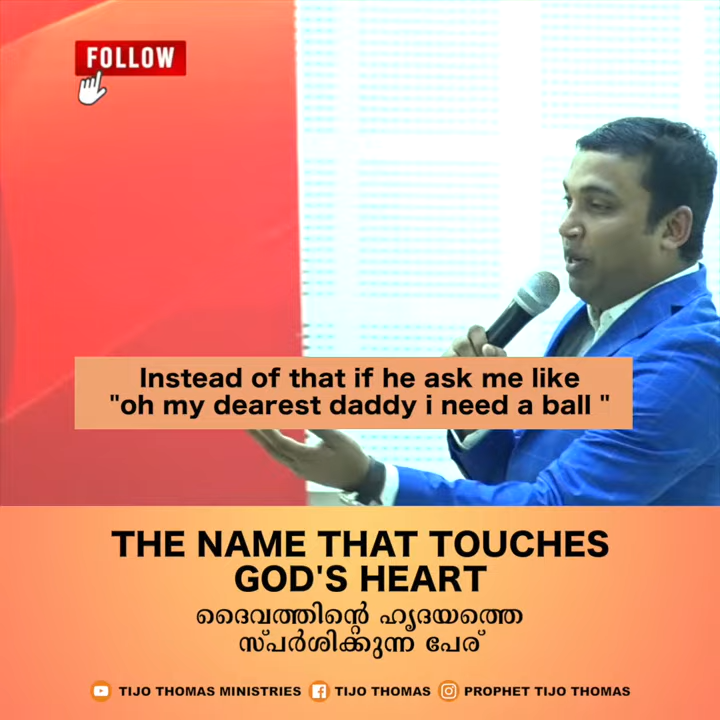 FOLLOW
Instead of that if he ask me like
"oh my dearest daddy i need a ball "
THE NAME THAT TOUCHES
GOD'S HEART
ദൈവത്തിന്റെ ഹൃദയത്തെ
സ്പർശിക്കുന്ന പേര്
TIJO THOMAS MINISTRIES TIJO THOMAS PROPHET TIJO THOMAS